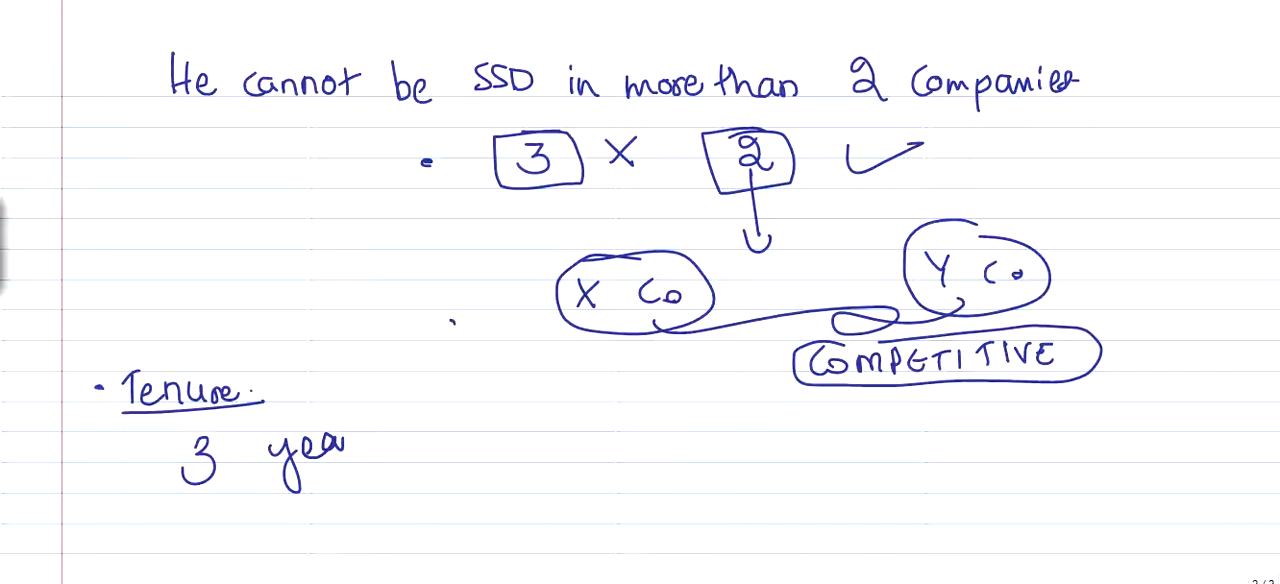 He cannot be SSD in more than 2 Companies
• 3 X 2 ✓
X Co Y Co
COMPETITIVE
• Tenure.
3 year